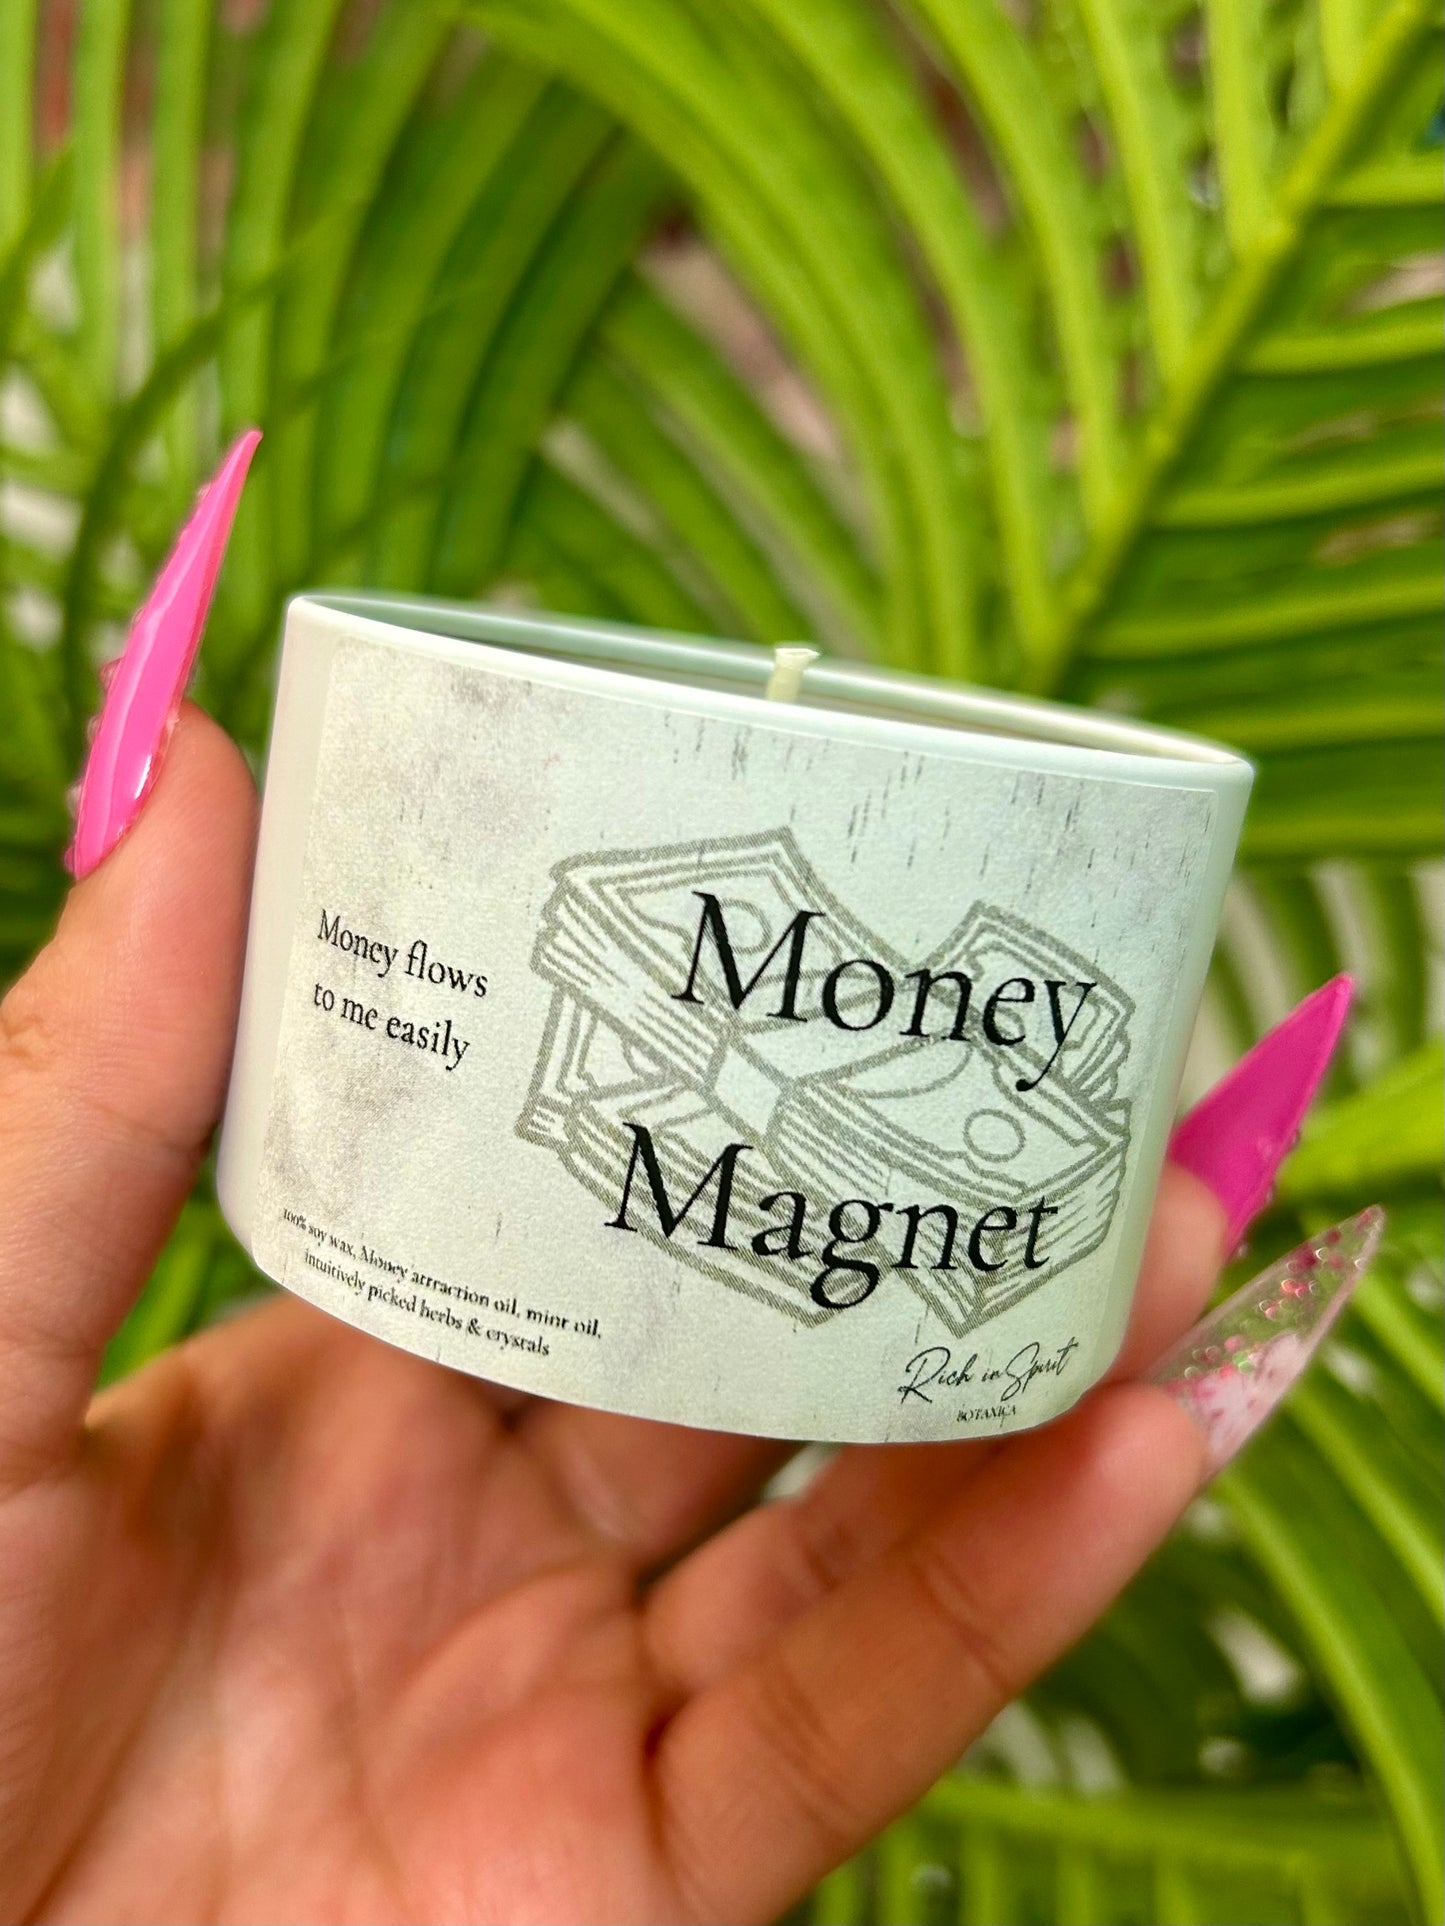 Money flows
to me easily
Money
Magnet
100% soy wax, Money attraction oil, mint oil,
intuitively picked herbs & crystals
Rich in Spirit
BOTANICA